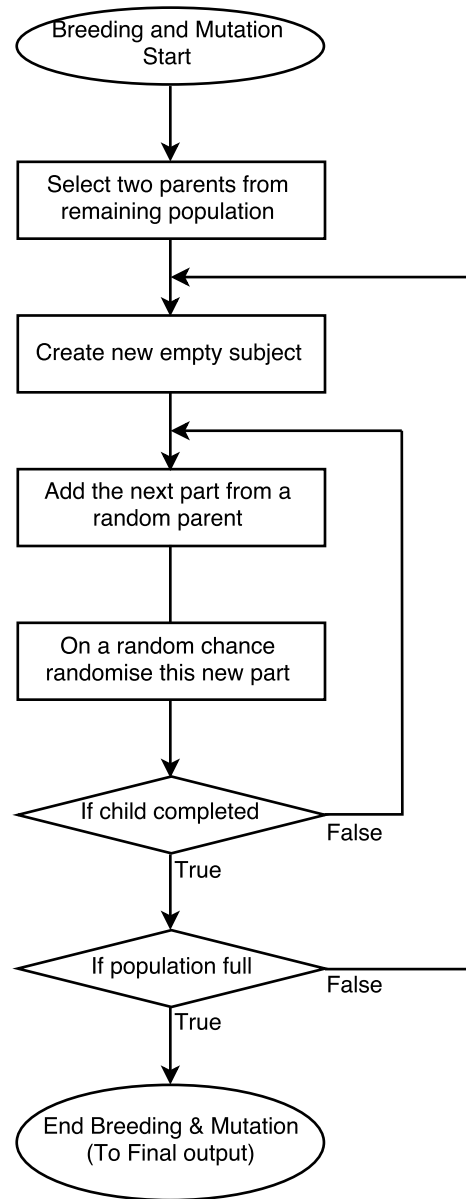 Breeding and Mutation
Start
Select two parents from
remaining population
Create new empty subject
Add the next part from a
random parent
On a random chance
randomise this new part
If child completed
False
True
If population full
False
True
End Breeding & Mutation
(To Final output)